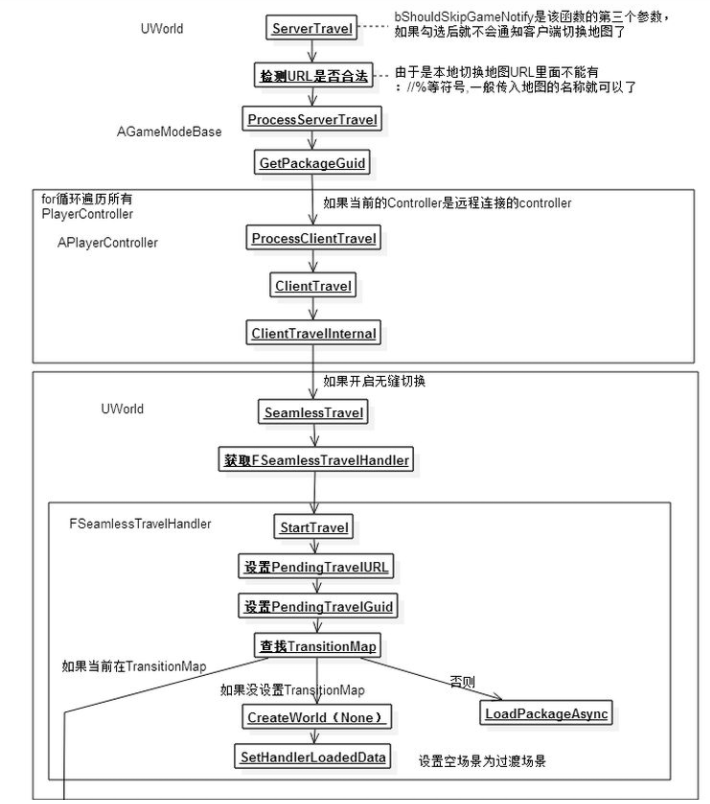 UWorld
ServerTravel
bShouldSkipGameNotify是该函数的第三个参数，
如果勾选后就不会通知客户端切换地图了
检测URL是否合法
由于是本地切换地图URL里面不能有
：//%等符号,一般传入地图的名称就可以了
ProcessServerTravel
AGameModeBase
GetPackageGuid
for循环遍历所有
PlayerController
如果当前的Controller是远程连接的controller
APlayerController
ProcessClientTravel
ClientTravel
ClientTravelInternal
如果开启无缝切换
UWorld
SeamlessTravel
获取FSeamlessTravelHandler
FSeamlessTravelHandler
StartTravel
设置PendingTravelURL
设置PendingTravelGuid
查找TransitionMap
如果当前在TransitionMap
如果没设置TransitionMap
否则
CreateWorld（None）
LoadPackageAsync
SetHandlerLoadedData
设置空场景为过渡场景